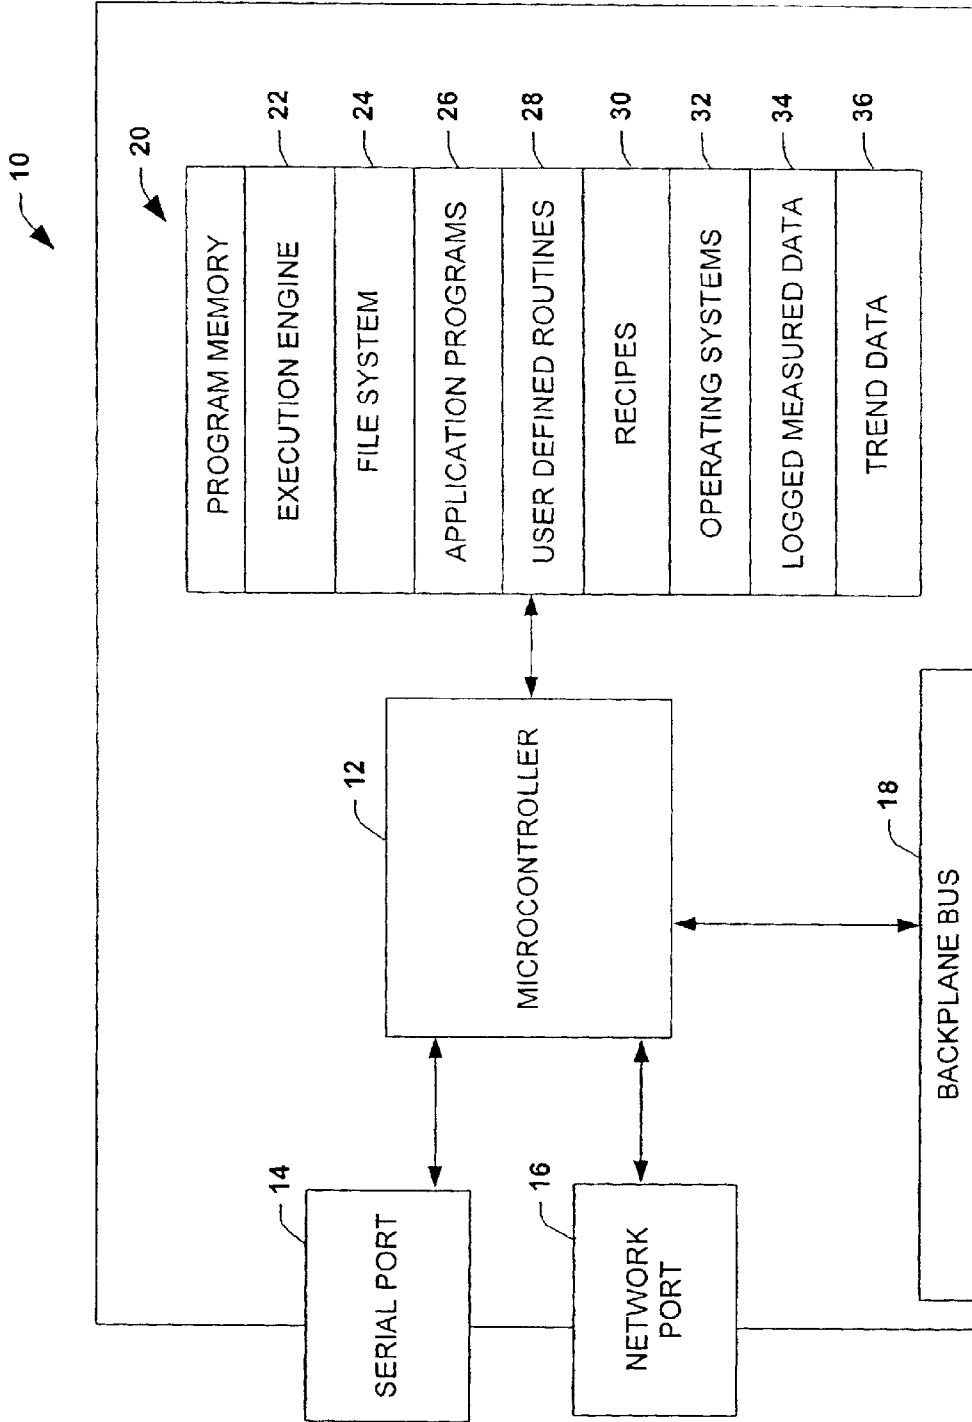 10
20
PROGRAM MEMORY
EXECUTION ENGINE
22
FILE SYSTEM
24
APPLICATION PROGRAMS
26
USER DEFINED ROUTINES
28
RECIPES
30
OPERATING SYSTEMS
32
LOGGED MEASURED DATA
34
TREND DATA
36
12
MICROCONTROLLER
14
SERIAL PORT
16
NETWORK
PORT
18
BACKPLANE BUS